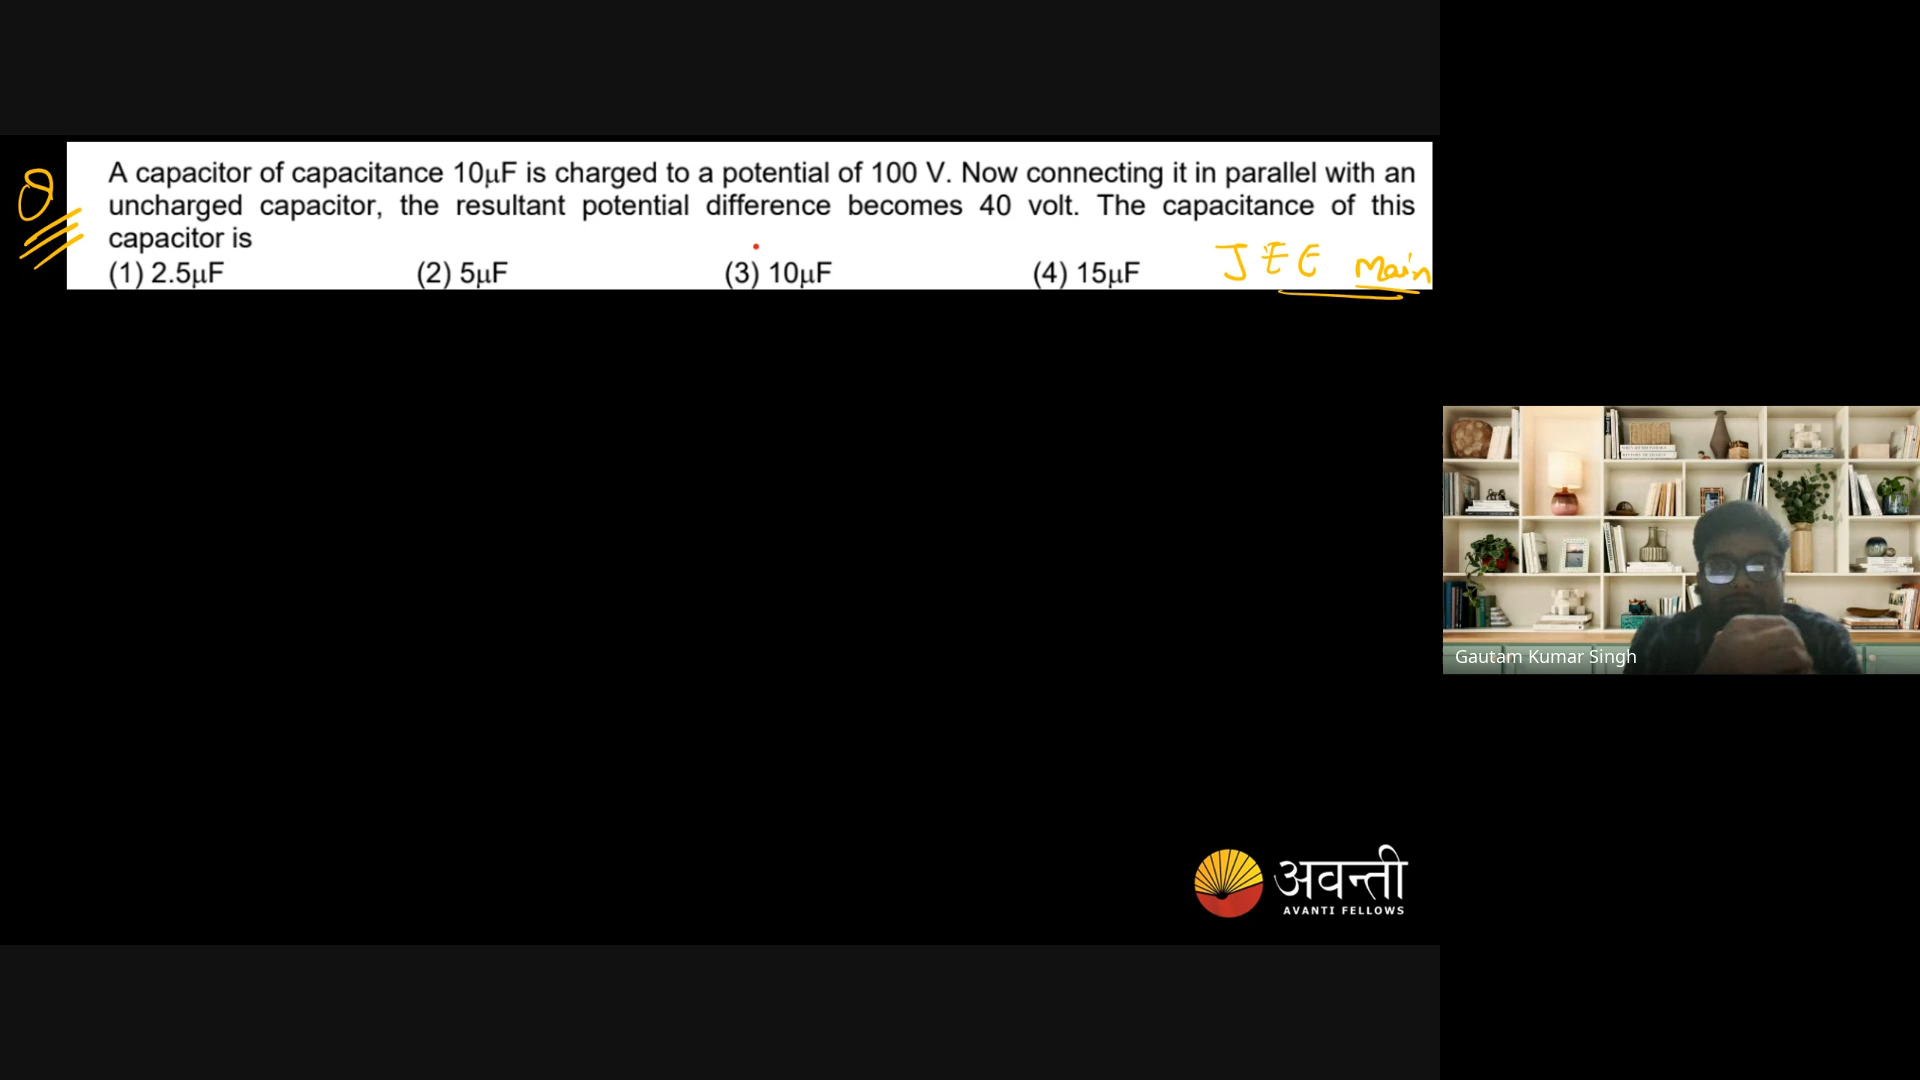 Q
A capacitor of capacitance 10μF is charged to a potential of 100 V. Now connecting it in parallel with an
uncharged capacitor, the resultant potential difference becomes 40 volt. The capacitance of this
capacitor is
(1) 2.5μF (2) 5μF (3) 10μF (4) 15μF
JEE Main
Gautam Kumar Singh
अवन्ती
AVANTI FELLOWS